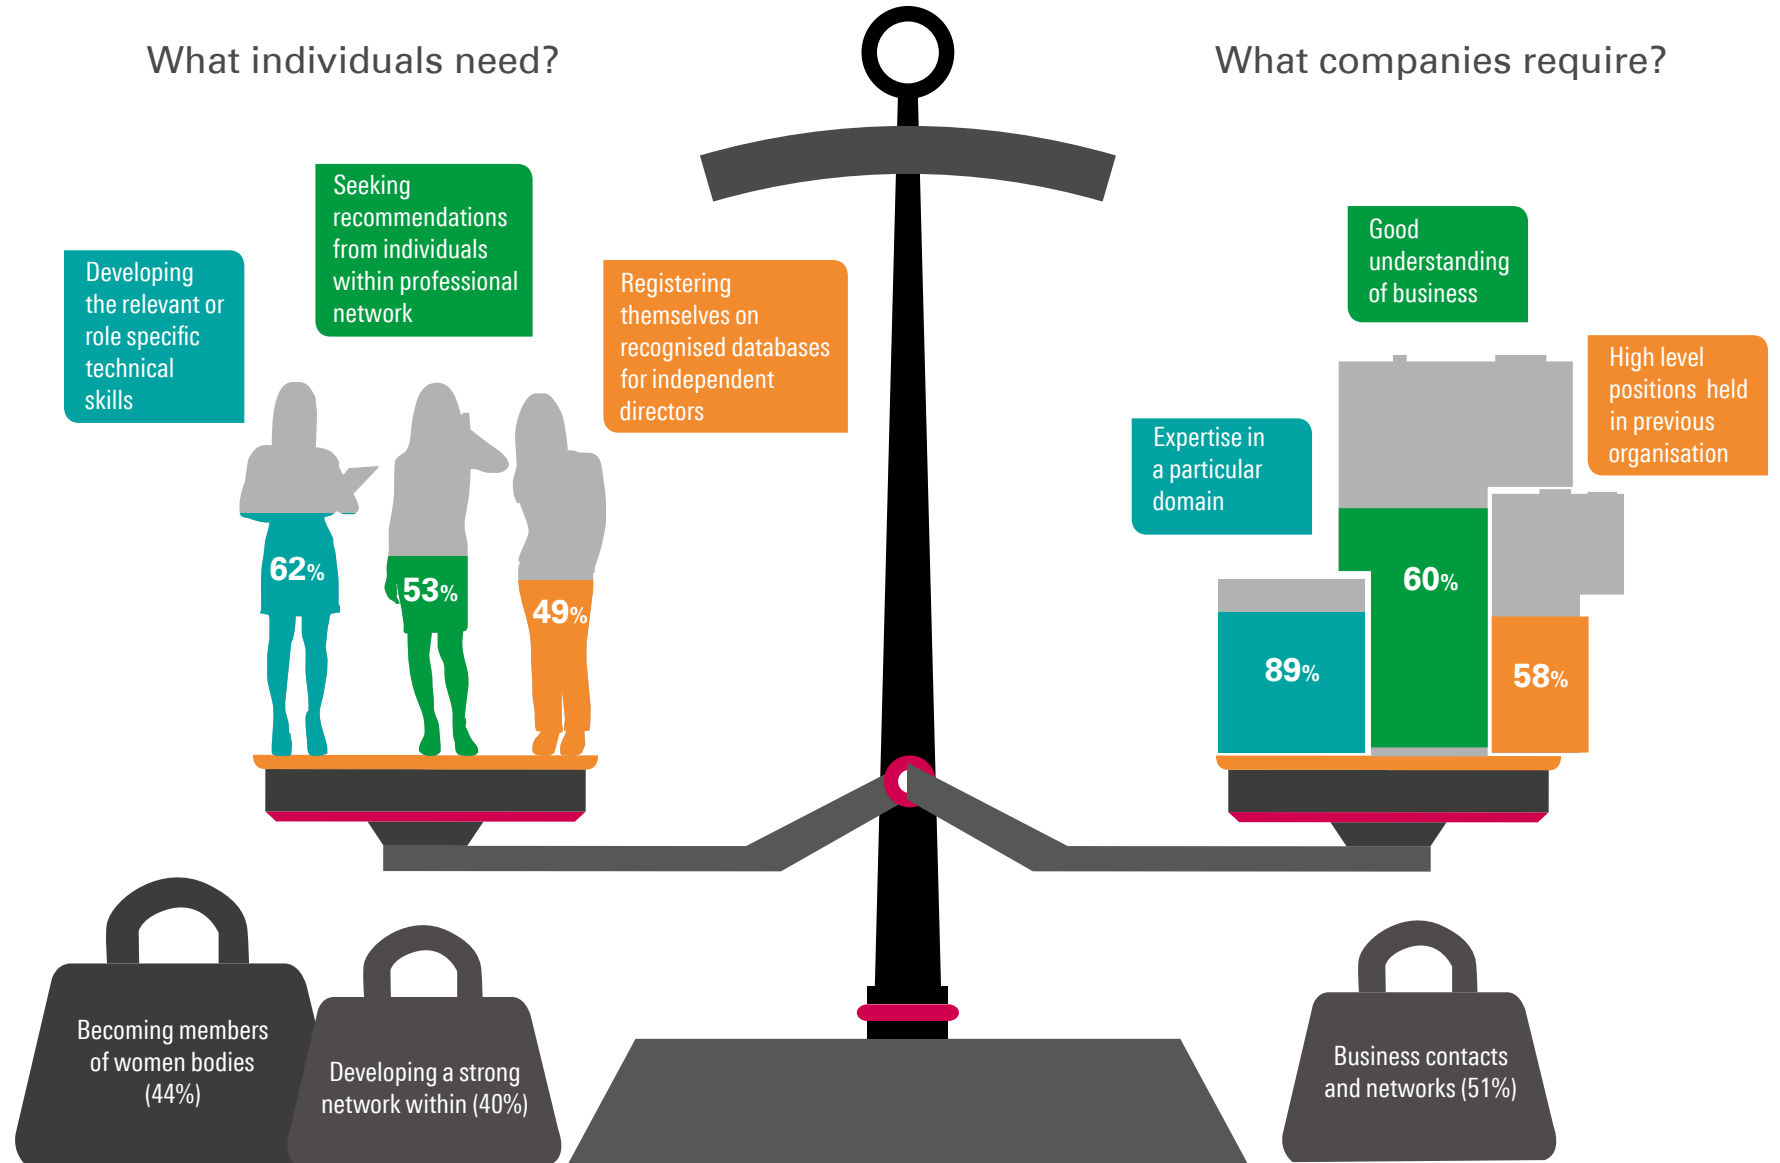 What individuals need?
Developing
the relevant or
role specific
technical
skills
Seeking
recommendations
from individuals
within professional
network
Registering
themselves on
recognised databases
for independent
directors
62%
53%
49%
Becoming members
of women bodies
(44%)
Developing a strong
network within (40%)
What companies require?
Expertise in
a particular
domain
Good
understanding
of business
High level
positions held
in previous
organisation
89%
60%
58%
Business contacts
and networks (51%)